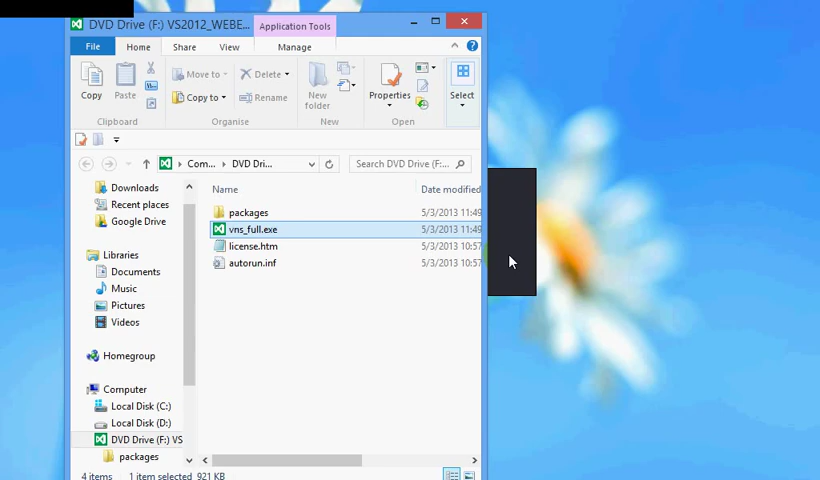 DVD Drive (F:) VS2012_WEBE...
Application Tools
File
Home
Share
View
Manage
Copy
Paste
Move to
Copy to
Delete
Rename
New
folder
Properties
Select
Clipboard
Organise
New
Open
Com...
DVD Dri...
Search DVD Drive (F:...
Downloads
Recent places
Google Drive
Libraries
Documents
Music
Pictures
Videos
Homegroup
Computer
Local Disk (C:)
Local Disk (D:)
DVD Drive (F:) VS
packages
Name
Date modified
packages
5/3/2013 11:49
vns_full.exe
5/3/2013 11:49
license.htm
5/3/2013 10:57
autorun.inf
5/3/2013 10:57
4 items
1 item selected 921 KB